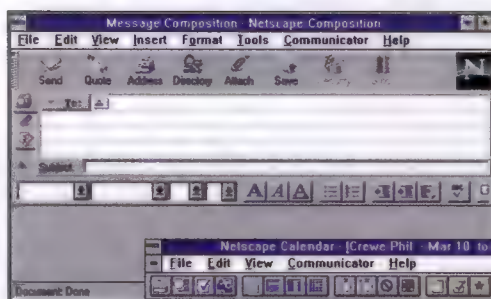 Message Composition - Netscape Composition
File Edit View Insert Format Tools Communicator Help
Send Quote Address Directory Attach Save
To:
Subject:
A A A
Netscape Calendar - [Crewe Phil - Mar 10 to
File Edit View Communicator Help
Document: Done